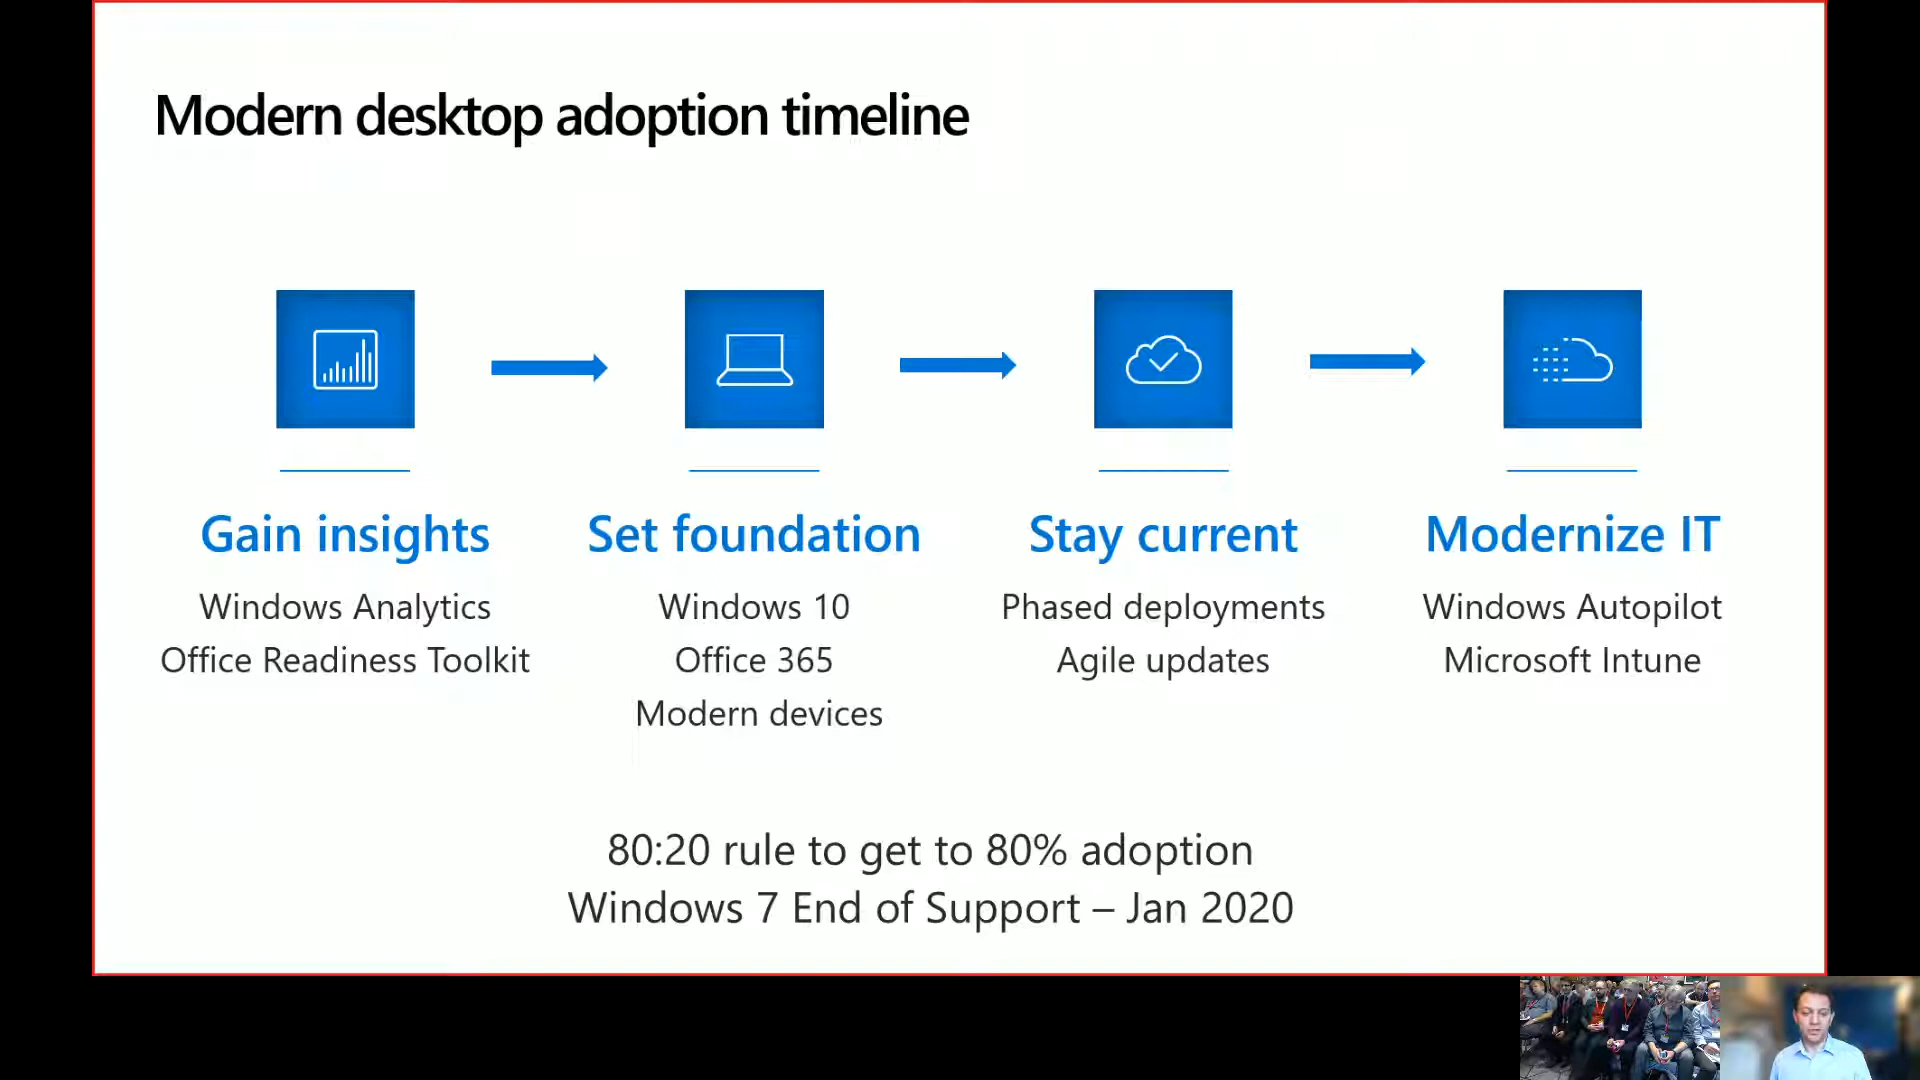 Modern desktop adoption timeline
Gain insights
Windows Analytics
Office Readiness Toolkit
Set foundation
Windows 10
Office 365
Modern devices
Stay current
Phased deployments
Agile updates
Modernize IT
Windows Autopilot
Microsoft Intune
80:20 rule to get to 80% adoption
Windows 7 End of Support – Jan 2020